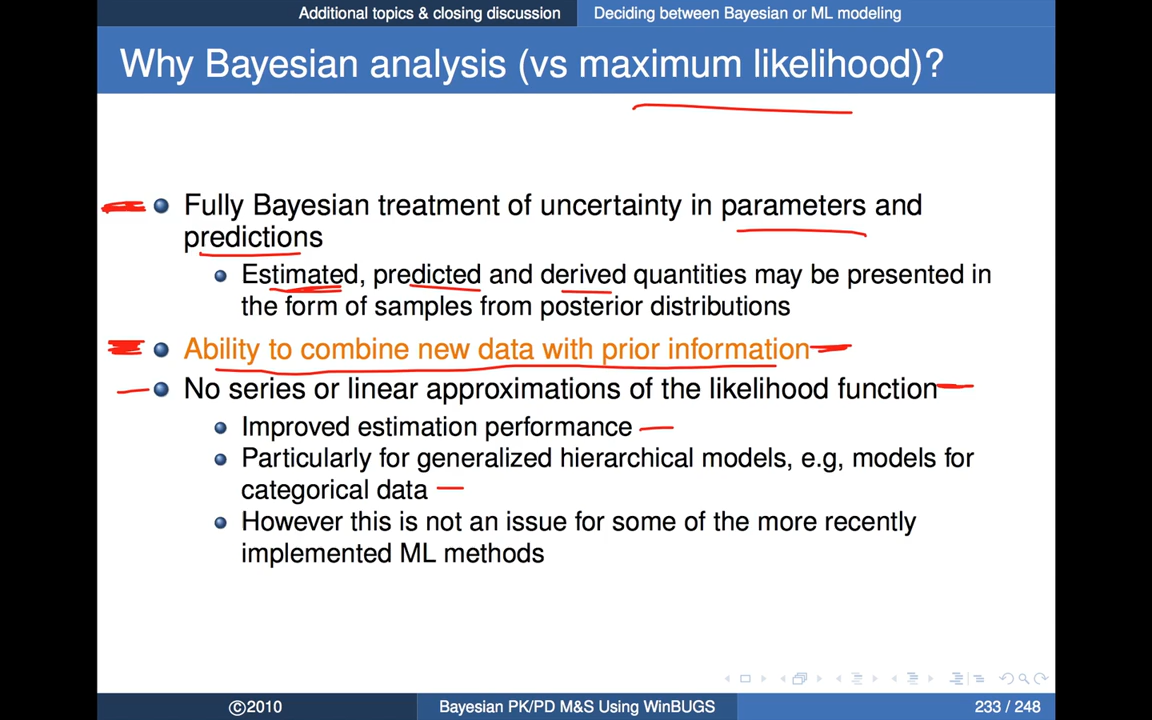 Additional topics & closing discussion
Deciding between Bayesian or ML modeling
Why Bayesian analysis (vs maximum likelihood)?
Fully Bayesian treatment of uncertainty in parameters and
predictions
Estimated, predicted and derived quantities may be presented in
the form of samples from posterior distributions
Ability to combine new data with prior information
No series or linear approximations of the likelihood function
Improved estimation performance
Particularly for generalized hierarchical models, e.g, models for
categorical data
However this is not an issue for some of the more recently
implemented ML methods
©2010
Bayesian PK/PD M&S Using WinBUGS
233 / 248